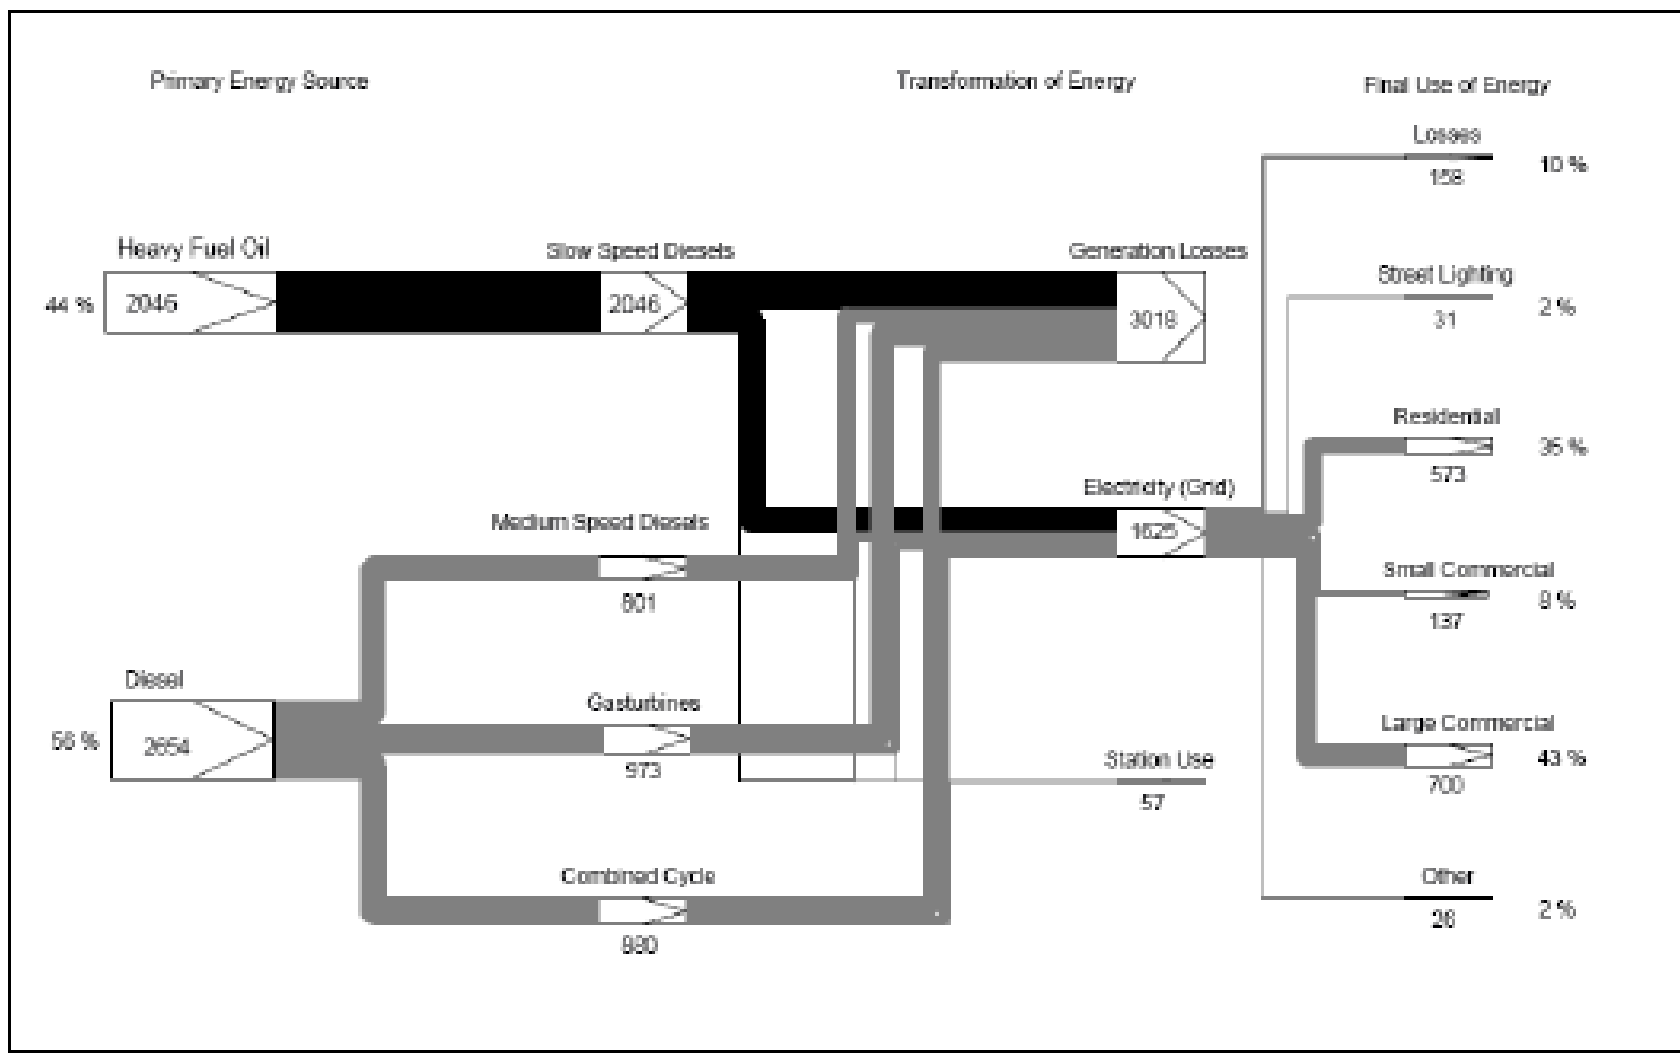 Primary Energy Source
Transformation of Energy
Final Use of Energy
Losses
158
10 %
Heavy Fuel Oil
44 %
2046
Slow Speed Diesels
2046
Generation Losses
3018
Street Lighting
31
2 %
Residential
573
35 %
Electricity (Grid)
1625
Medium Speed Diesels
801
Small Commercial
137
8 %
Diesel
56 %
2654
Gasturbines
973
Station Use
57
Large Commercial
700
43 %
Combined Cycle
880
Other
26
2 %